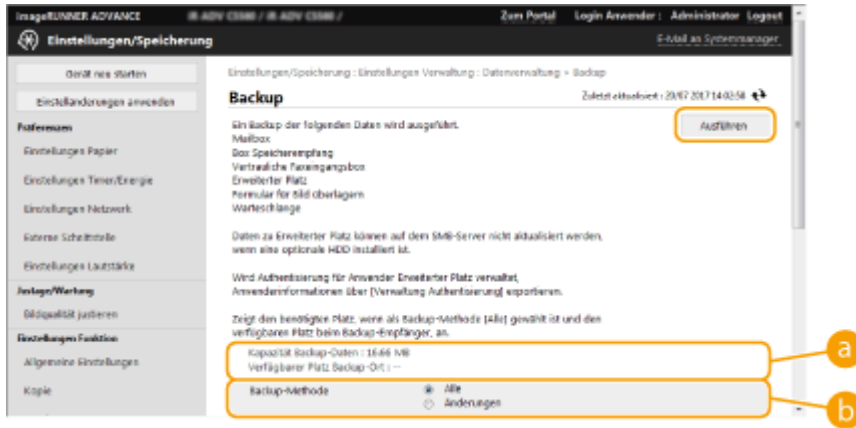 imageRUNNER ADVANCE
iR-ADV C5560 / iR-ADV C5560 /
Zum Portal Login Anwender : Administrator Logout
Einstellungen/Speicherung
E-Mail an Systemmanager
Gerät neu starten
Einstelländerungen anwenden
Präferenzen
Einstellungen Papier
Einstellungen Timer/Energie
Einstellungen Netzwerk
Externe Schnittstelle
Einstellungen Lautstärke
Justage/Wartung
Bildqualität justieren
Einstellungen Funktion
Allgemeine Einstellungen
Kopie
Einstellungen/Speicherung : Einstellungen Verwaltung : Datenverwaltung > Backup
Backup
Zuletzt aktualisiert : 20/07 2017 14:02:58
Ausführen
Ein Backup der folgenden Daten wird ausgeführt.
Mailbox
Box Speicherempfang
Vertrauliche Faxeingangsbox
Erweiterter Platz
Formular für Bild überlagern
Warteschlange
Daten zu Erweiterter Platz können auf dem SMB-Server nicht aktualisiert werden,
wenn eine optionale HDD installiert ist.
Wird Authentisierung für Anwender Erweiterter Platz verwaltet,
Anwenderinformationen über [Verwaltung Authentisierung] exportieren.
Zeigt den benötigten Platz, wenn als Backup-Methode [Alle] gewählt ist und den
verfügbaren Platz beim Backup-Empfänger, an.
Kapazität Backup-Daten : 16.66 MB
Verfügbarer Platz Backup-Ort : --
a
Backup-Methode
Alle
Änderungen
b